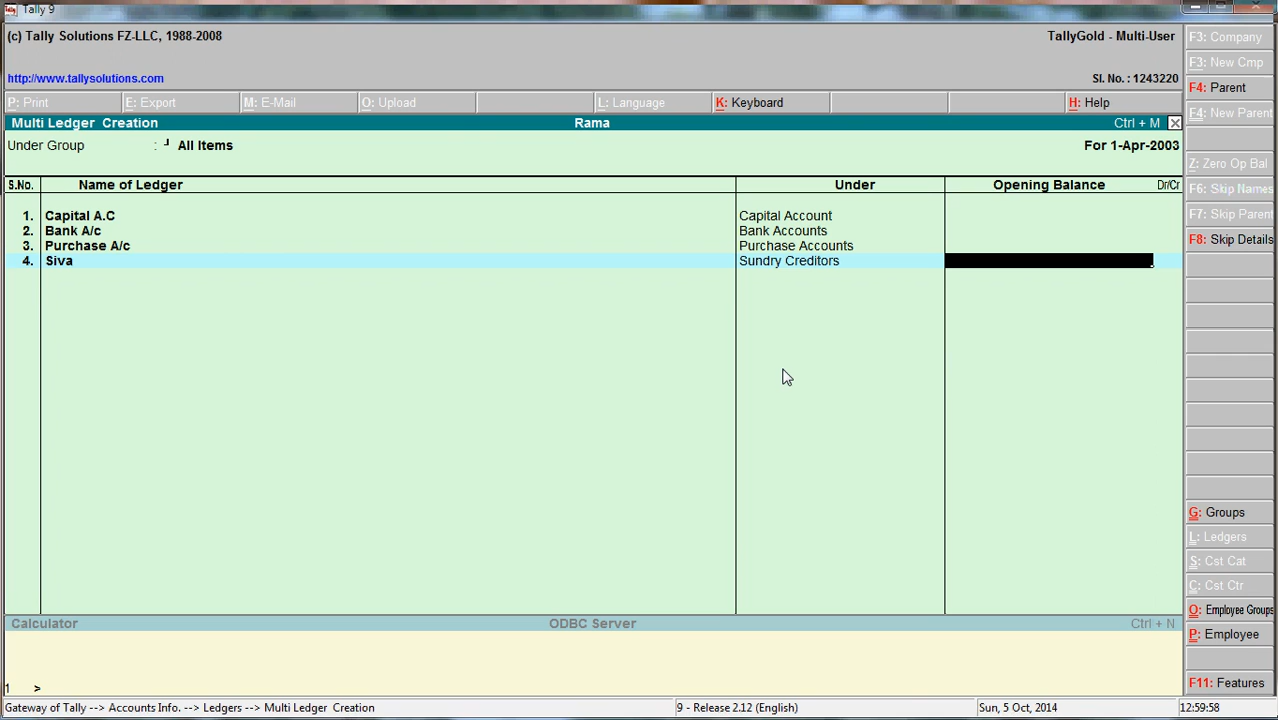 Tally 9
(c) Tally Solutions FZ-LLC, 1988-2008 TallyGold - Multi-User
http://www.tallysolutions.com Sl. No. : 1243220
P: Print E: Export M: E-Mail O: Upload L: Language K: Keyboard H: Help
Multi Ledger Creation Rama Ctrl + M
Under Group : ┘ All Items For 1-Apr-2003
S.No. Name of Ledger Under Opening Balance Dr/Cr
1. Capital A.C Capital Account
2. Bank A/c Bank Accounts
3. Purchase A/c Purchase Accounts
4. Siva Sundry Creditors
Calculator ODBC Server Ctrl + N
1 >
Gateway of Tally --> Accounts Info. --> Ledgers --> Multi Ledger Creation 9 - Release 2.12 (English) Sun, 5 Oct, 2014 12:59:58
F3: Company
F3: New Cmp
F4: Parent
F4: New Parent
Z: Zero Op Bal
F6: Skip Names
F7: Skip Parent
F8: Skip Details
G: Groups
L: Ledgers
S: Cst Cat
C: Cst Ctr
O: Employee Groups
P: Employee
F11: Features